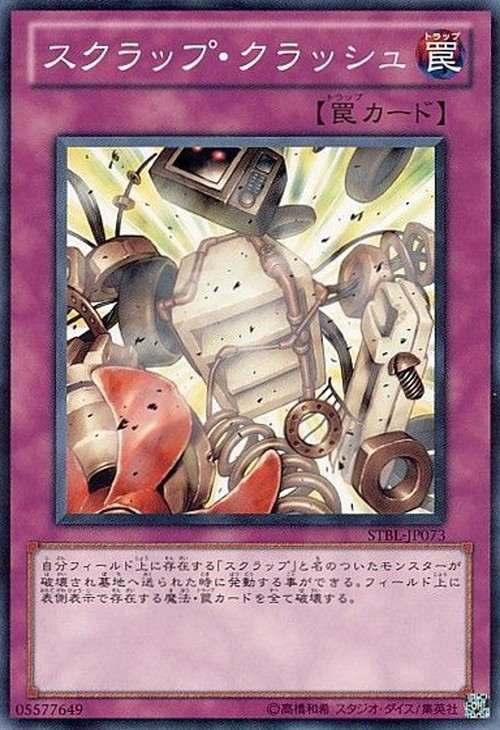 スクラップ・クラッシュ
トラップ
罠
トラップ
【罠カード】
STBL-JP073
自分フィールド上に存在する「スクラップ」と名のついたモンスターが
破壊され墓地へ送られた時に発動する事ができる。フィールド上に
表側表示で存在する魔法・罠カードを全て破壊する。
05577649
©高橋和希 スタジオ・ダイス/集英社